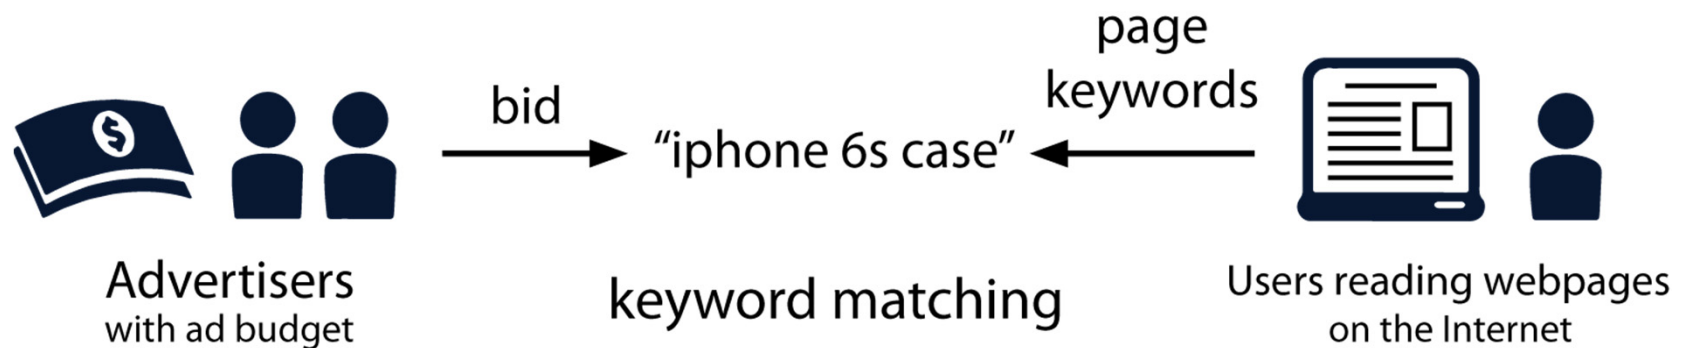 page
keywords
bid
“iphone 6s case”
$
Advertisers
with ad budget
keyword matching
Users reading webpages
on the Internet